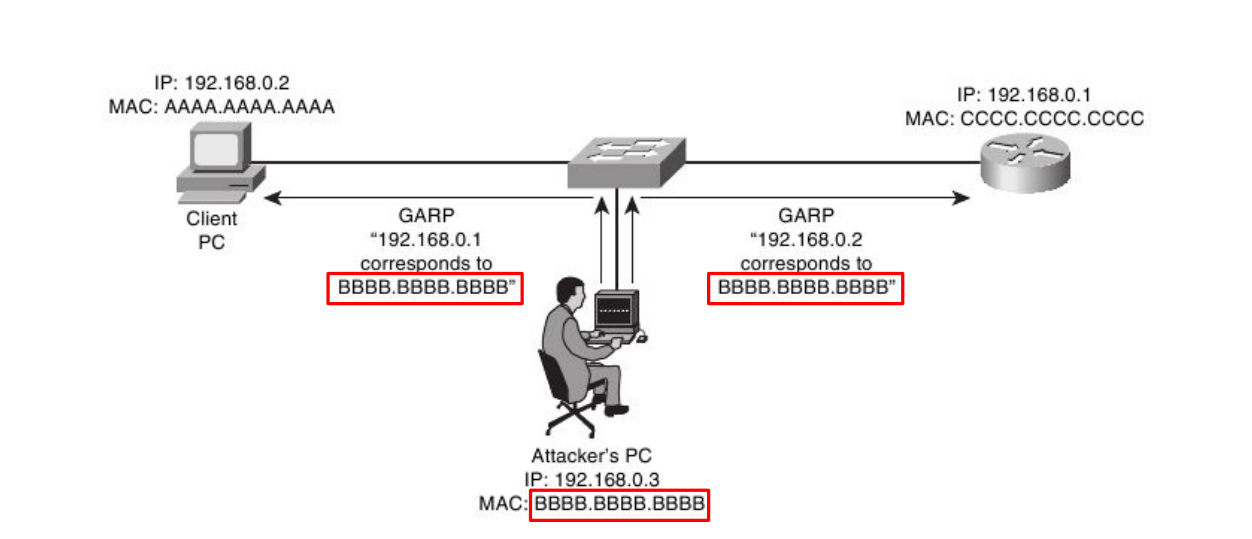 IP: 192.168.0.2
MAC: AAAA.AAAA.AAAA
IP: 192.168.0.1
MAC: CCCC.CCCC.CCCC
Client
PC
GARP
“192.168.0.1
corresponds to
BBBB.BBBB.BBBB”
GARP
“192.168.0.2
corresponds to
BBBB.BBBB.BBBB”
Attacker’s PC
IP: 192.168.0.3
MAC: BBBB.BBBB.BBBB